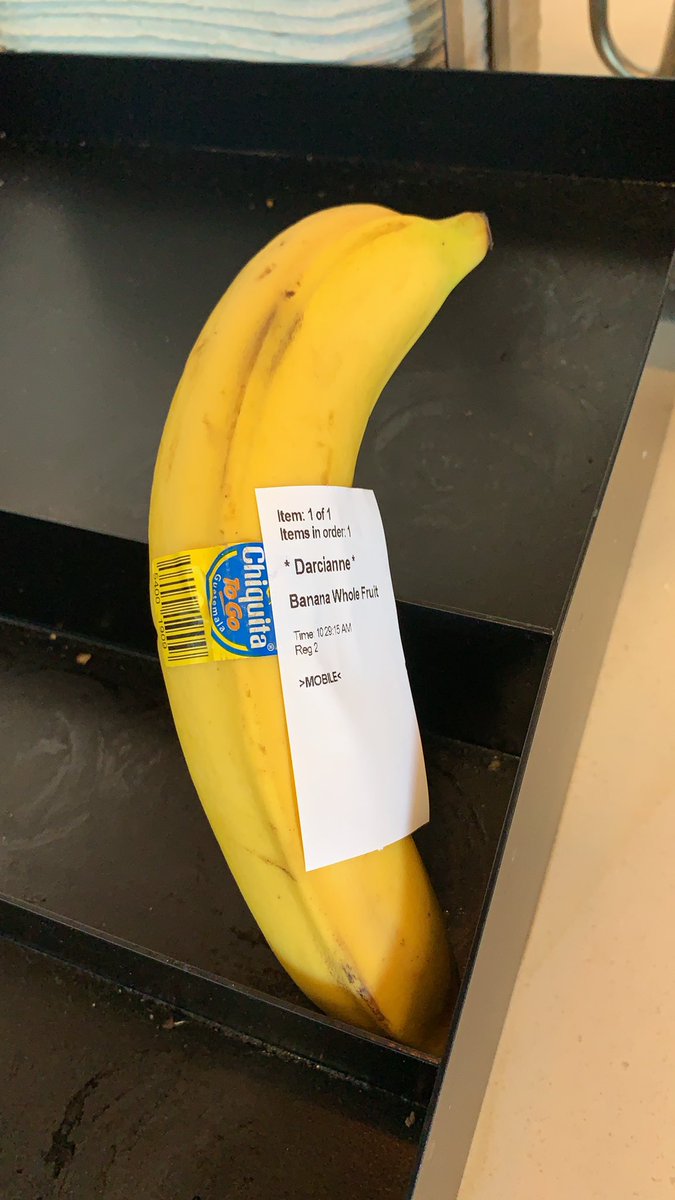 Item: 1 of 1
Items in order: 1
* Darcianne*
Banana Whole Fruit
Time: 10:29:15 AM
Reg 2
>MOBILE<
Chiquita®
To Go
Guatemala